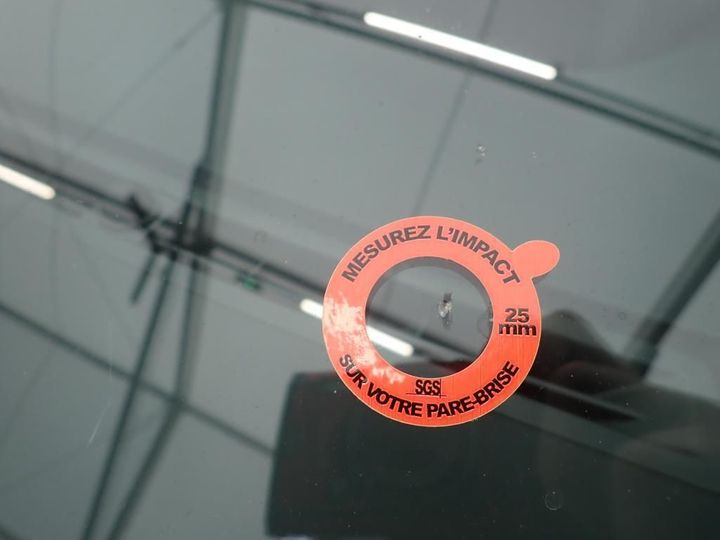 MESUREZ L'IMPACT
25
mm
SGS
SUR VOTRE PARE-BRISE